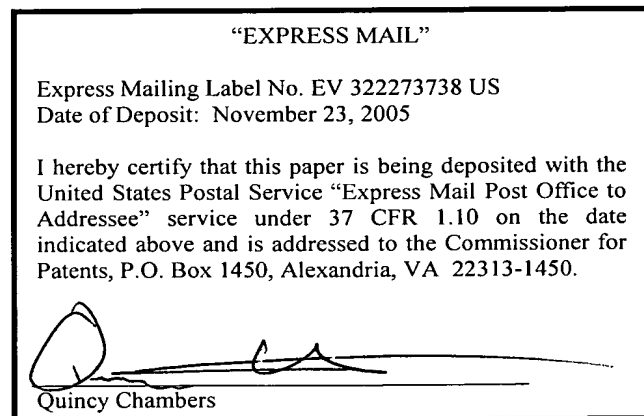 “EXPRESS MAIL”
Express Mailing Label No. EV 322273738 US
Date of Deposit: November 23, 2005
I hereby certify that this paper is being deposited with the
United States Postal Service “Express Mail Post Office to
Addressee” service under 37 CFR 1.10 on the date
indicated above and is addressed to the Commissioner for
Patents, P.O. Box 1450, Alexandria, VA 22313-1450.
Quincy Chambers